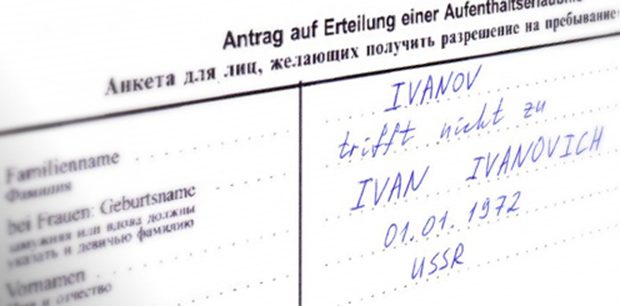 Antrag auf Erteilung einer Aufenthaltserlaubnis
Анкета для лиц, желающих получить разрешение на пребывание
Familienname
Фамилия
IVANOV
bei Frauen: Geburtsname
замужняя или вдова должны
указать и девичью фамилию
trifft nicht zu
Vornamen
Имя и отчество
IVAN IVANOVICH
01.01.1972
USSR